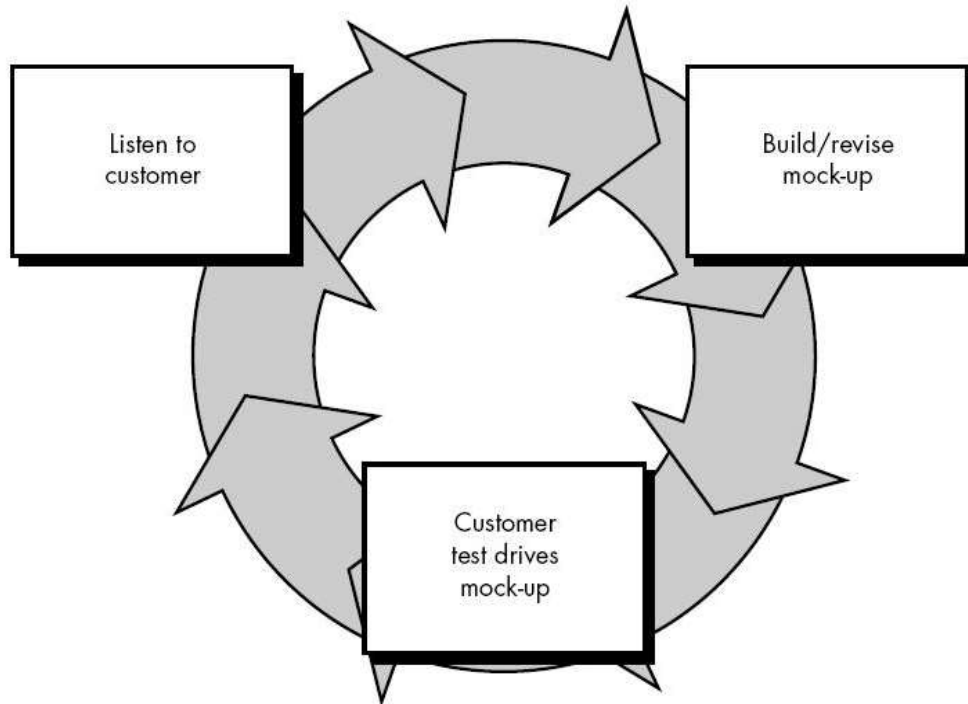 Listen to
customer
Build/revise
mock-up
Customer
test drives
mock-up